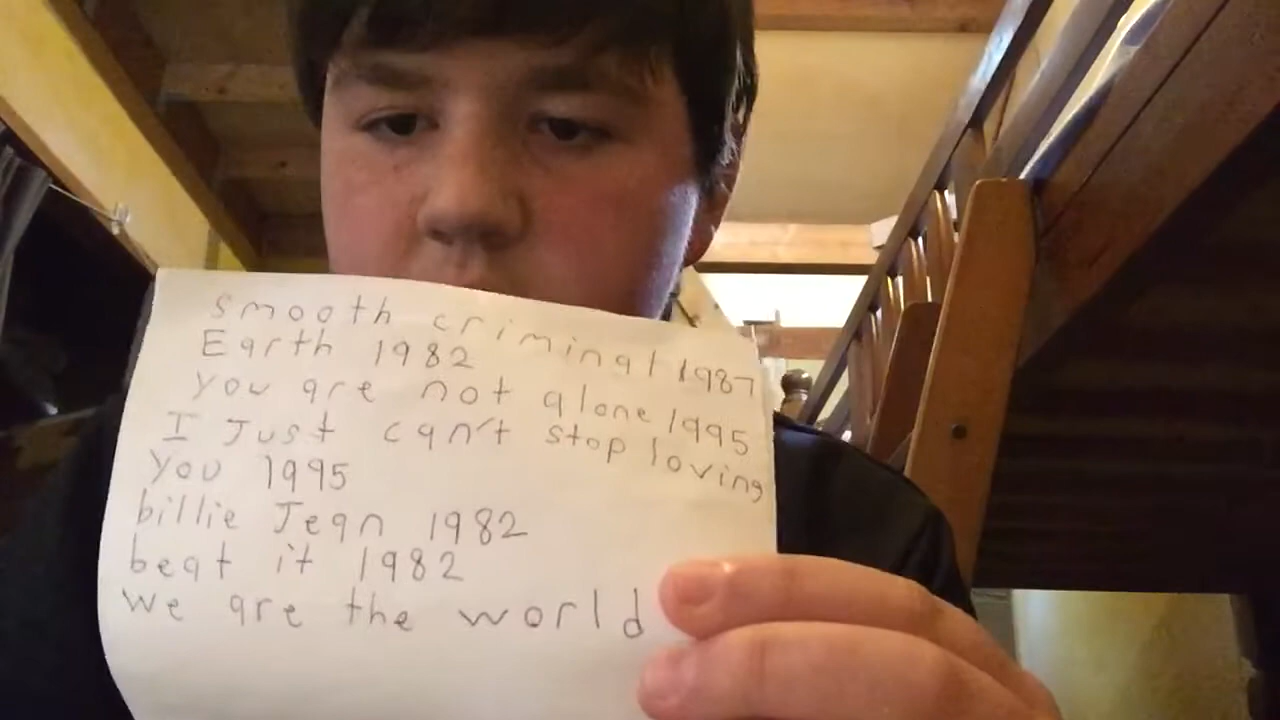 smooth criminal 1987
Earth 1982
you are not alone 1995
I Just can't stop loving
you 1995
billie Jean 1982
beat it 1982
we are the world